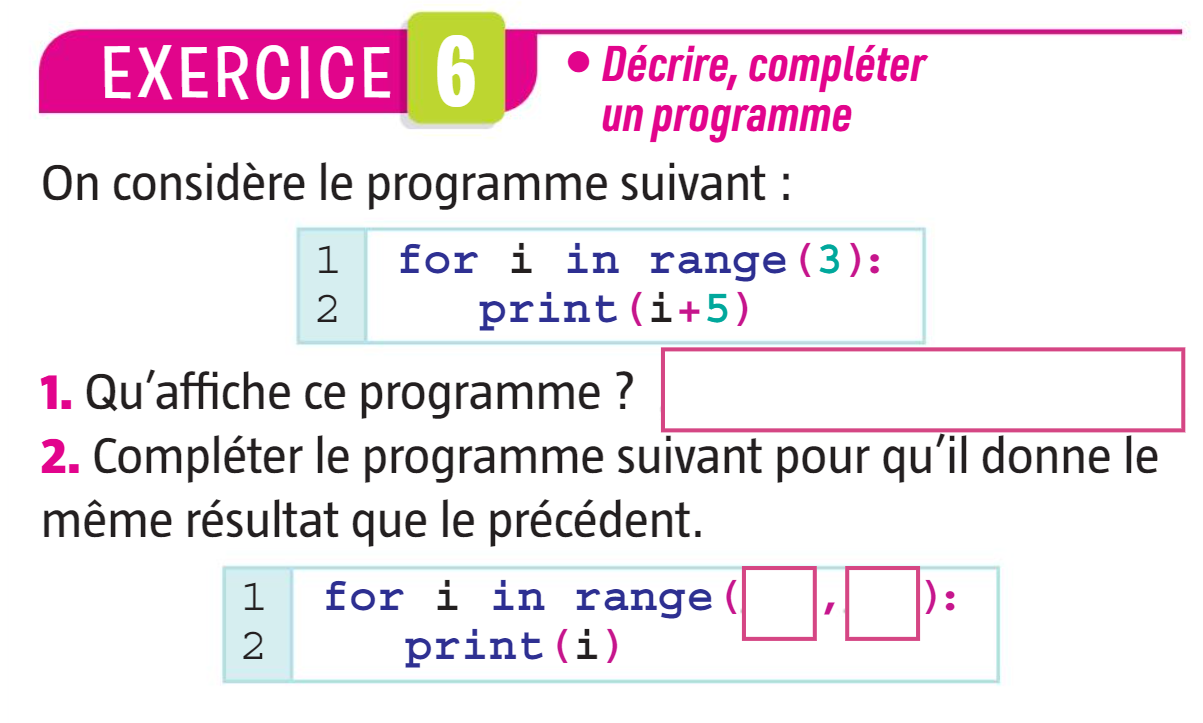 EXERCICE 6
• Décrire, compléter
un programme
On considère le programme suivant :
1 for i in range(3):
2 print(i+5)
1. Qu’affiche ce programme ?
2. Compléter le programme suivant pour qu’il donne le
même résultat que le précédent.
1 for i in range( , ):
2 print(i)